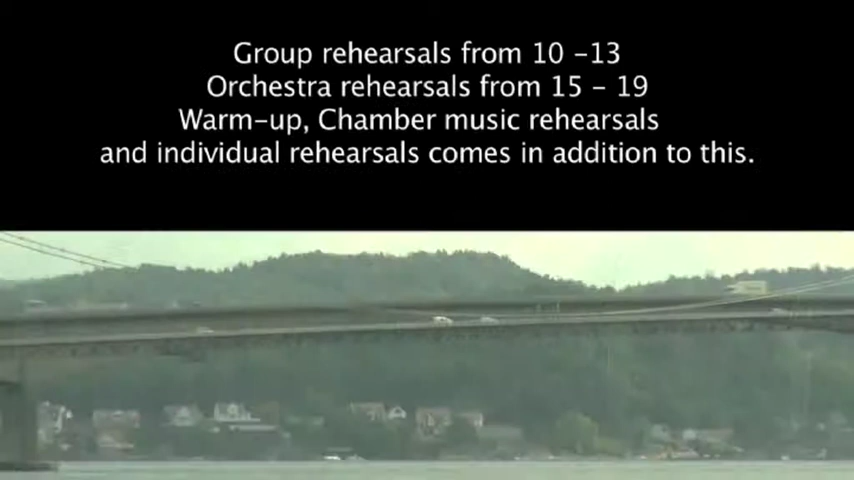 Group rehearsals from 10 –13
Orchestra rehearsals from 15 – 19
Warm–up, Chamber music rehearsals
and individual rehearsals comes in addition to this.